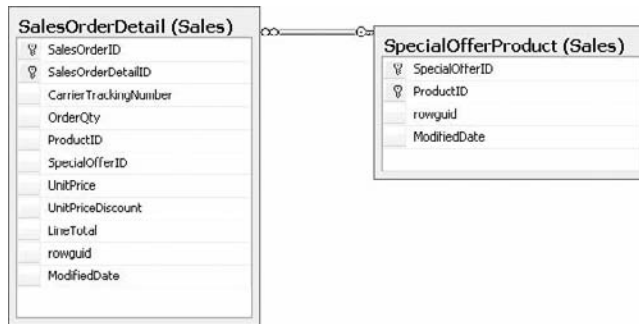 SalesOrderDetail (Sales)
SalesOrderID
SalesOrderDetailID
CarrierTrackingNumber
OrderQty
ProductID
SpecialOfferID
UnitPrice
UnitPriceDiscount
LineTotal
rowguid
ModifiedDate
SpecialOfferProduct (Sales)
SpecialOfferID
ProductID
rowguid
ModifiedDate